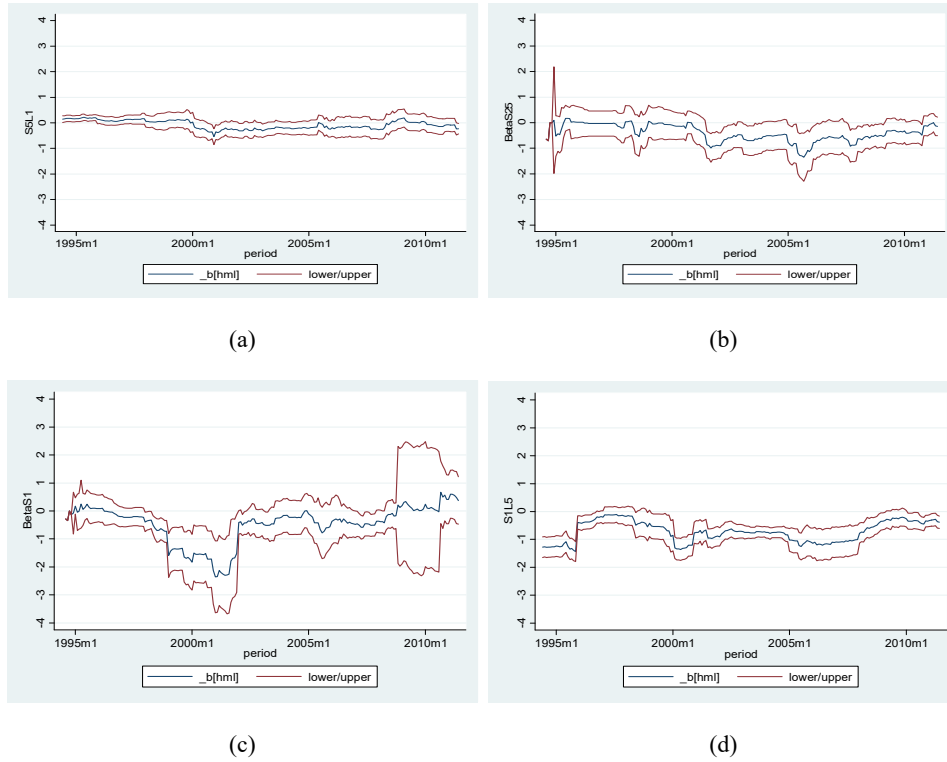 4
3
2
1
0
-1
-2
-3
-4
S5L1
1995m1 2000m1 2005m1 2010m1
period
_b[hml] lower/upper
(a)
4
3
2
1
0
-1
-2
-3
-4
BetaS25
1995m1 2000m1 2005m1 2010m1
period
_b[hml] lower/upper
(b)
4
3
2
1
0
-1
-2
-3
-4
BetaS1
1995m1 2000m1 2005m1 2010m1
period
_b[hml] lower/upper
(c)
4
3
2
1
0
-1
-2
-3
-4
S1L5
1995m1 2000m1 2005m1 2010m1
period
_b[hml] lower/upper
(d)